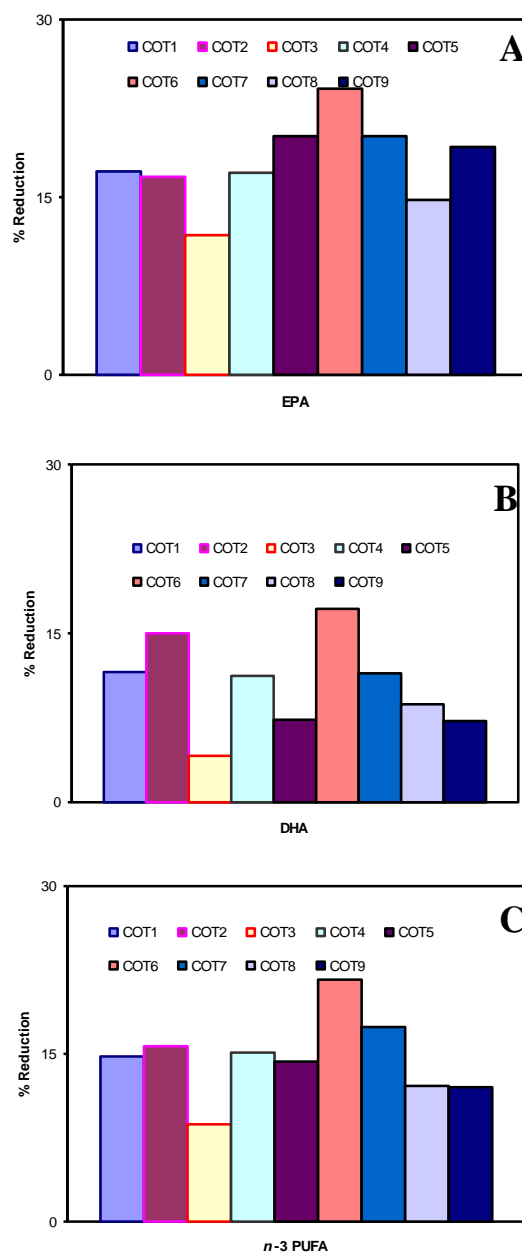 30
COT1 COT2 COT3 COT4 COT5
A
COT6 COT7 COT8 COT9
% Reduction
15
0
EPA
30
B
COT1 COT2 COT3 COT4 COT5
COT6 COT7 COT8 COT9
% Reduction
15
0
DHA
30
C
COT1 COT2 COT3 COT4 COT5
COT6 COT7 COT8 COT9
% Reduction
15
0
n-3 PUFA